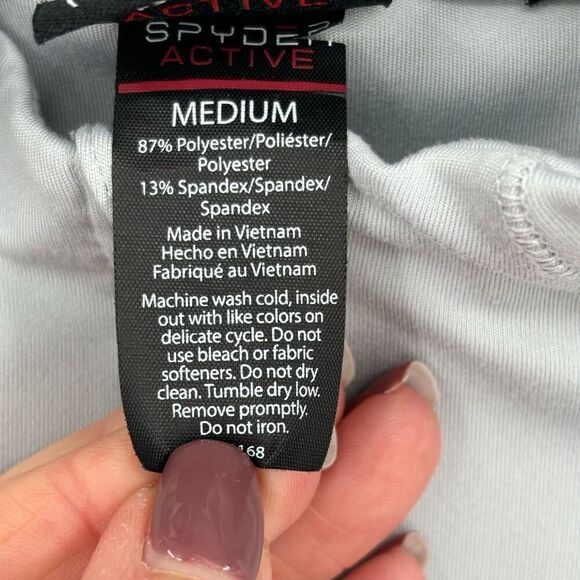 ACTIVE
SPYDER
ACTIVE
MEDIUM
87% Polyester/Poliéster/
Polyester
13% Spandex/Spandex/
Spandex
Made in Vietnam
Hecho en Vietnam
Fabriqué au Vietnam
Machine wash cold, inside
out with like colors on
delicate cycle. Do not
use bleach or fabric
softeners. Do not dry
clean. Tumble dry low.
Remove promptly.
Do not iron.
168